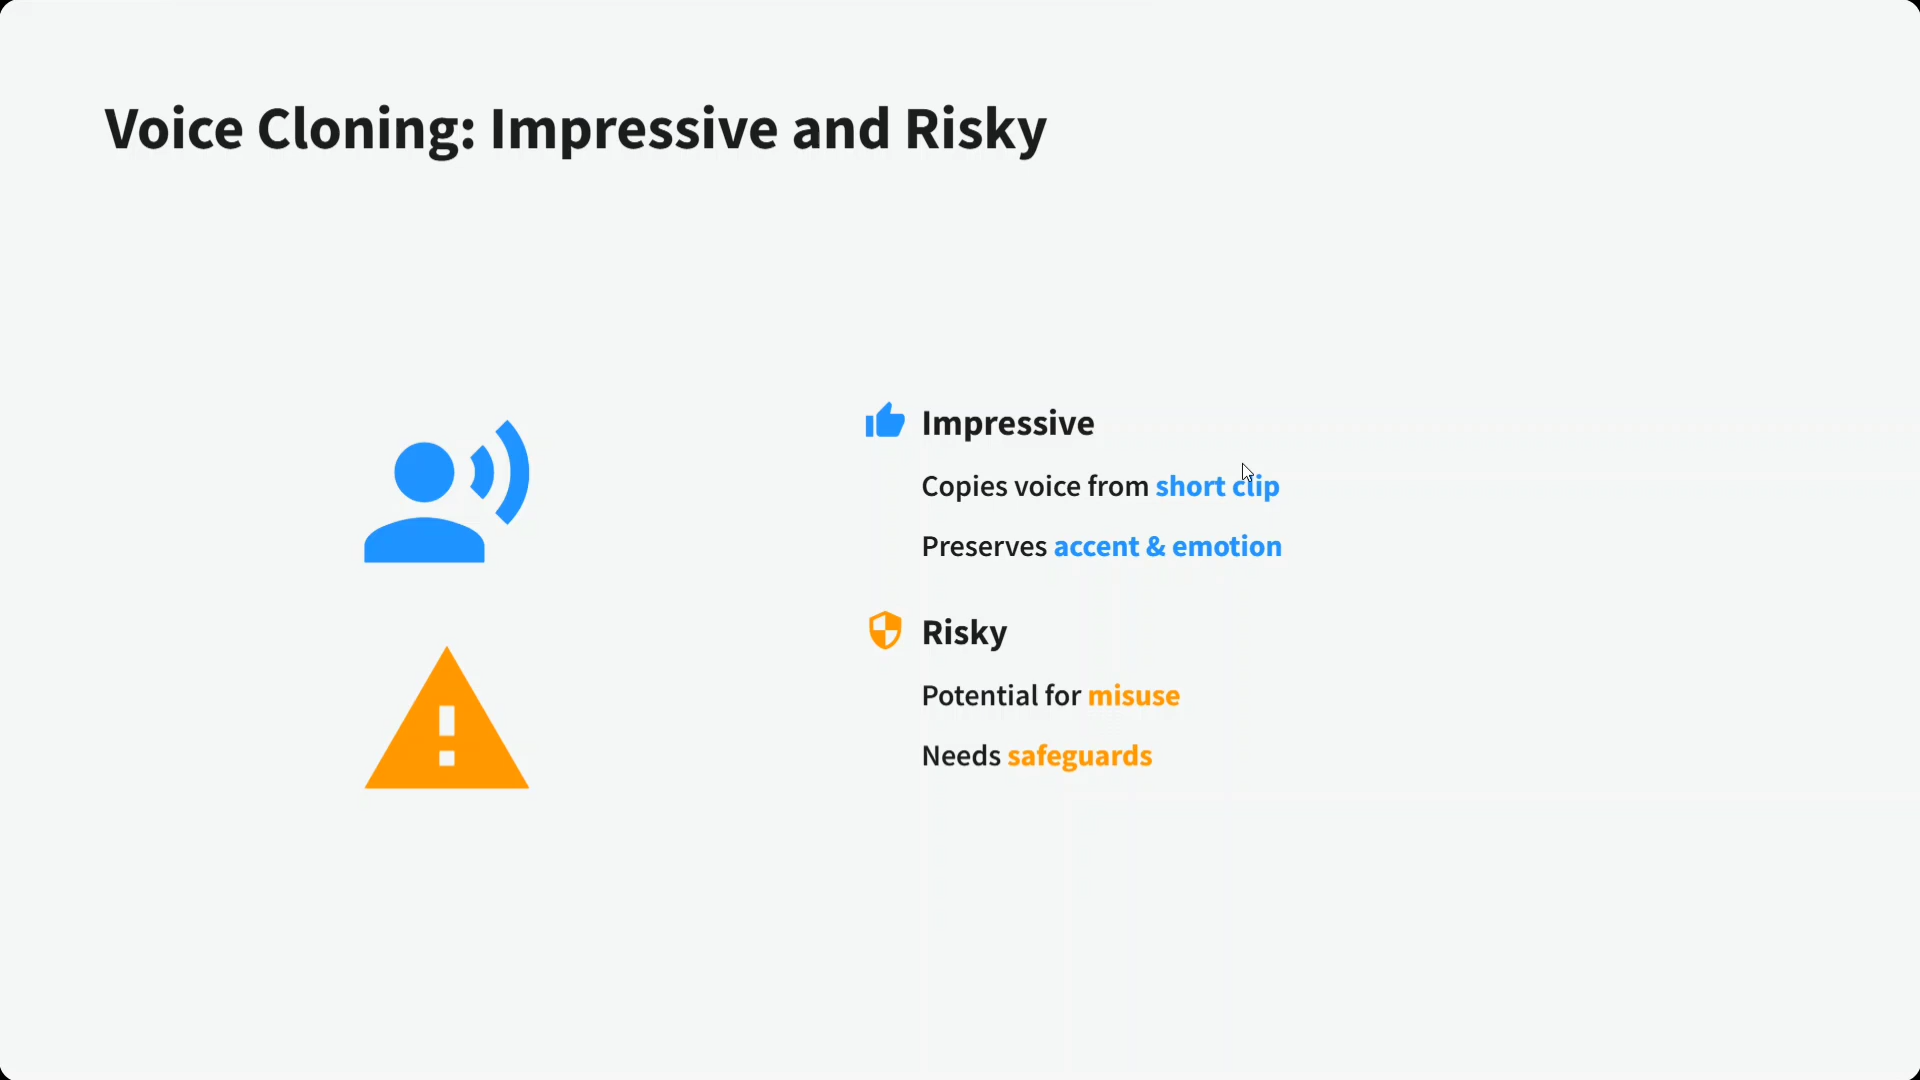 Voice Cloning: Impressive and Risky
Impressive
Copies voice from short clip
Preserves accent & emotion
Risky
Potential for misuse
Needs safeguards